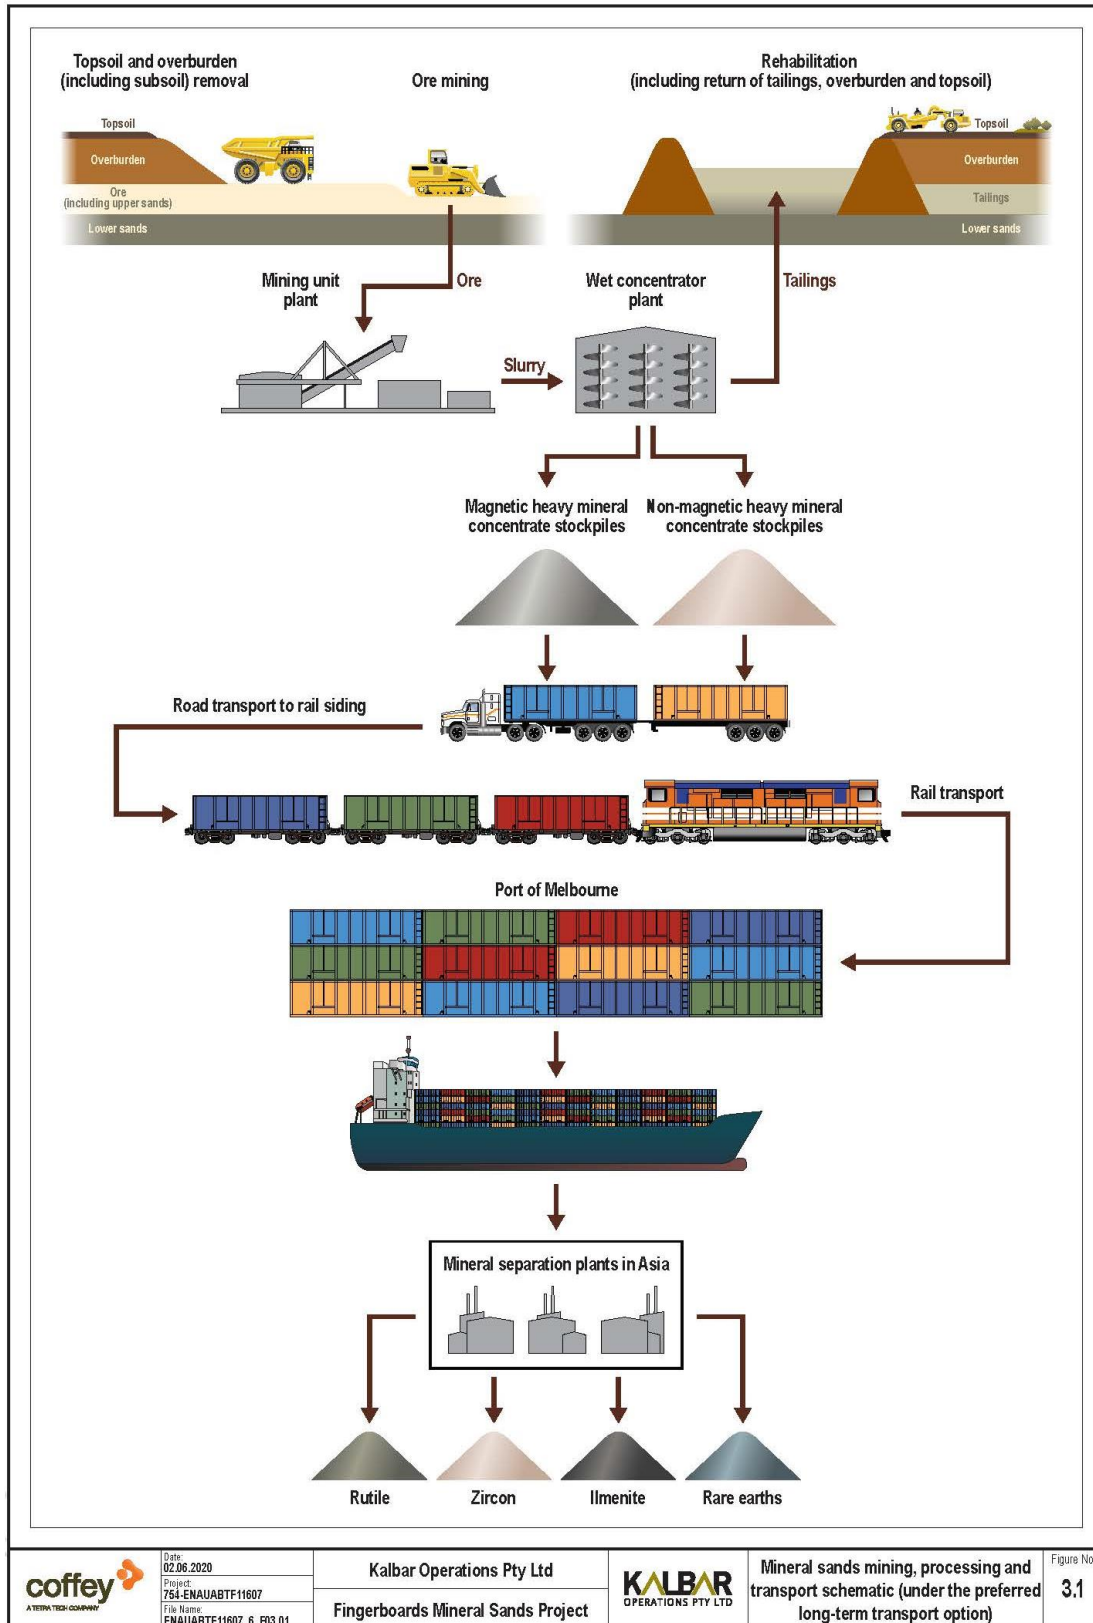 Topsoil and overburden
(including subsoil) removal
Ore mining
Rehabilitation
(including return of tailings, overburden and topsoil)
Topsoil
Overburden
Ore
(including upper sands)
Lower sands
Topsoil
Overburden
Tailings
Lower sands
Mining unit
plant
Ore
Wet concentrator
plant
Tailings
Slurry
Magnetic heavy mineral
concentrate stockpiles
Non-magnetic heavy mineral
concentrate stockpiles
Road transport to rail siding
Rail transport
Port of Melbourne
Mineral separation plants in Asia
Rutile
Zircon
Ilmenite
Rare earths
coffey
A TETRA TECH COMPANY
Date:
02.06.2020
Project:
754-ENAUABTF11607
File Name:
ENAUABTF11607_6_F03.01
Kalbar Operations Pty Ltd
Fingerboards Mineral Sands Project
KALBAR
OPERATIONS PTY LTD
Mineral sands mining, processing and
transport schematic (under the preferred
long-term transport option)
Figure No
3.1